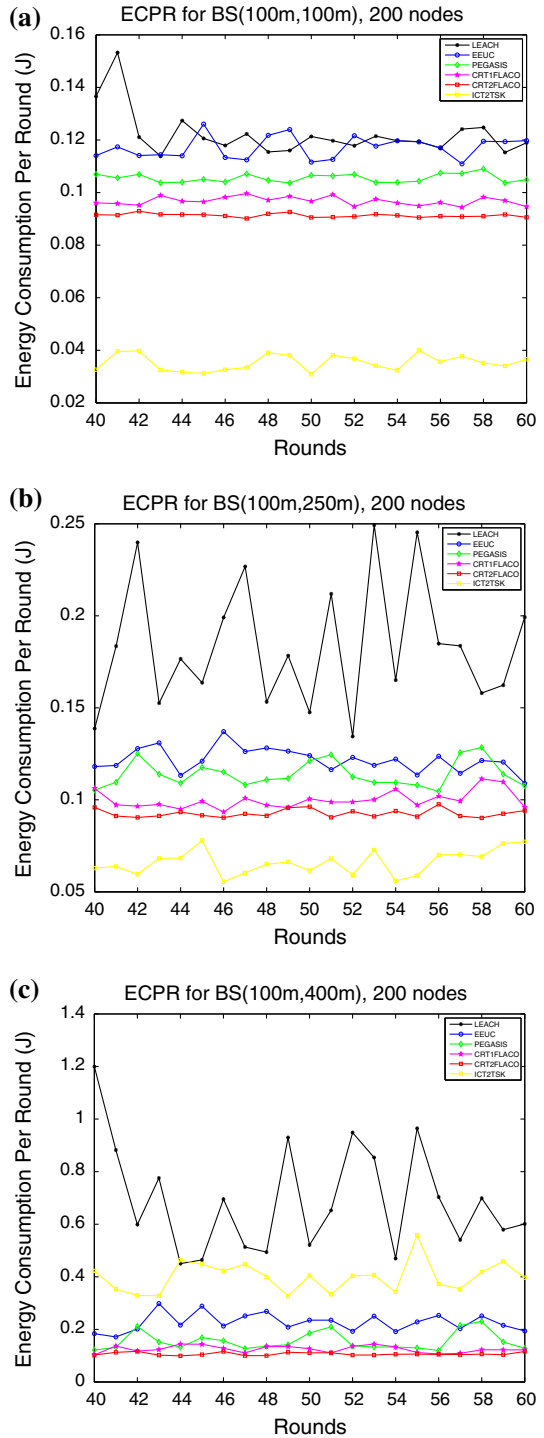 (a)
ECPR for BS(100m,100m), 200 nodes
0.16
0.14
0.12
0.1
0.08
0.06
0.04
0.02
Energy Consumption Per Round (J)
LEACH
EEUC
PEGASIS
CRT1FLACO
CRT2FLACO
ICT2TSK
40 42 44 46 48 50 52 54 56 58 60
Rounds
(b)
ECPR for BS(100m,250m), 200 nodes
0.25
0.2
0.15
0.1
0.05
Energy Consumption Per Round (J)
LEACH
EEUC
PEGASIS
CRT1FLACO
CRT2FLACO
ICT2TSK
40 42 44 46 48 50 52 54 56 58 60
Rounds
(c)
ECPR for BS(100m,400m), 200 nodes
1.4
1.2
1
0.8
0.6
0.4
0.2
0
Energy Consumption Per Round (J)
LEACH
EEUC
PEGASIS
CRT1FLACO
CRT2FLACO
ICT2TSK
40 42 44 46 48 50 52 54 56 58 60
Rounds